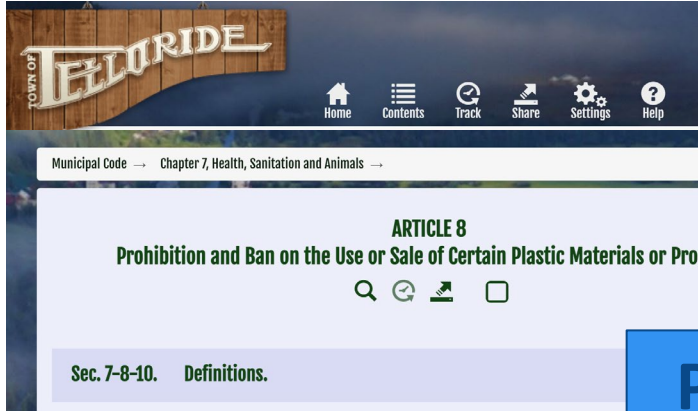 TOWN OF TELLURIDE
Home Contents Track Share Settings Help
Municipal Code → Chapter 7, Health, Sanitation and Animals →
ARTICLE 8
Prohibition and Ban on the Use or Sale of Certain Plastic Materials or Pro
Sec. 7-8-10. Definitions.